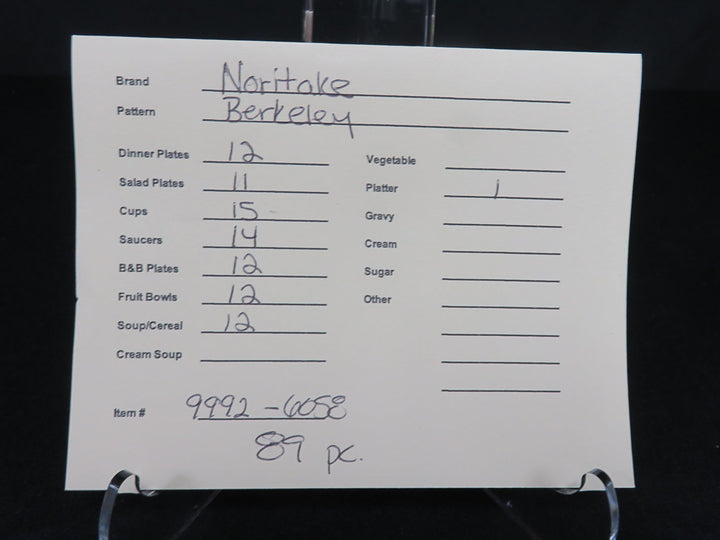 Brand Noritake
Pattern Berkeley
Dinner Plates 12
Salad Plates 11
Cups 15
Saucers 14
B&B Plates 12
Fruit Bowls 12
Soup/Cereal 12
Cream Soup
Vegetable
Platter 1
Gravy
Cream
Sugar
Other
Item # 9992-6058
89 pc.